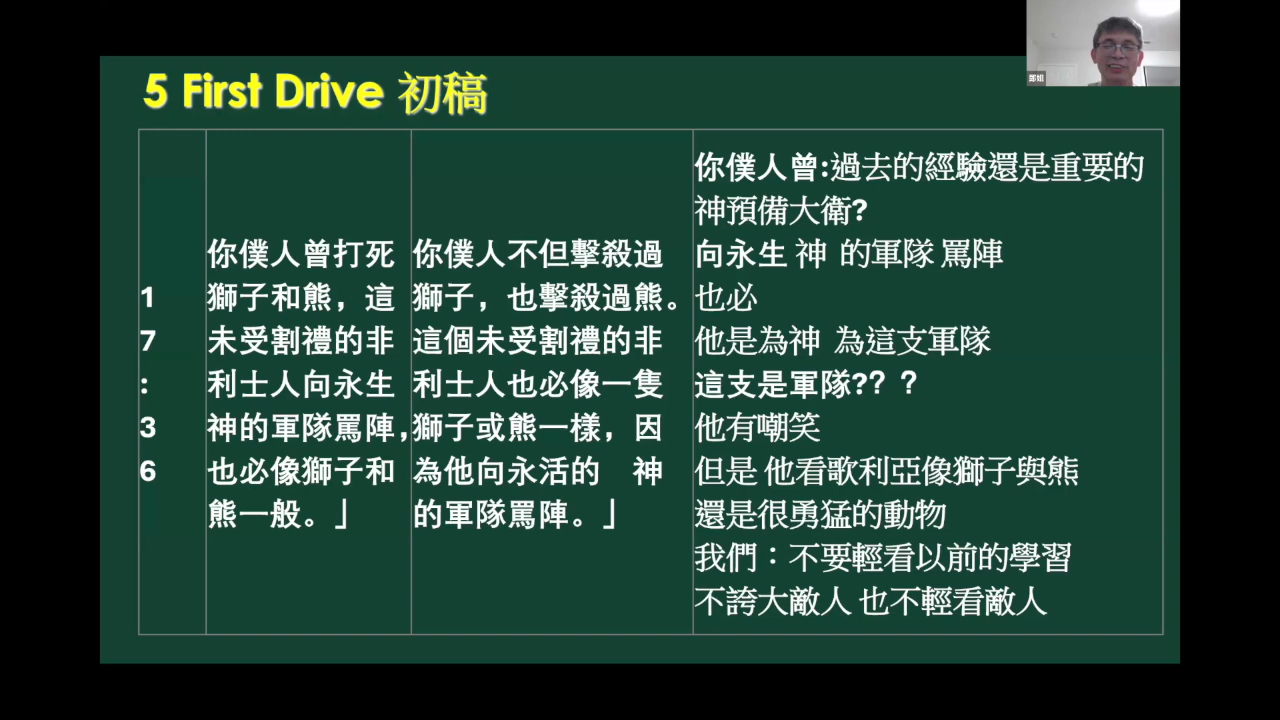 5 First Drive 初稿
1
7
:
3
6
你僕人曾打死
獅子和熊，這
未受割禮的非
利士人向永生
神的軍隊罵陣，
也必像獅子和
熊一般。」
你僕人不但擊殺過
獅子，也擊殺過熊。
這個未受割禮的非
利士人也必像一隻
獅子或熊一樣，因
為他向永活的　神
的軍隊罵陣。」
你僕人曾:過去的經驗還是重要的
神預備大衛?
向永生 神 的軍隊 罵陣
也必
他是為神 為這支軍隊
這支是軍隊??？
他有嘲笑
但是 他看歌利亞像獅子與熊
還是很勇猛的動物
我們：不要輕看以前的學習
不誇大敵人 也不輕看敵人